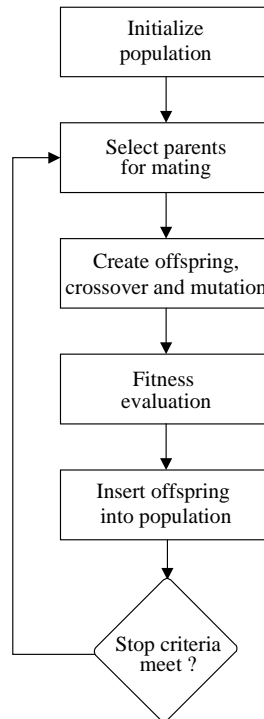 Initialize
population
Select parents
for mating
Create offspring,
crossover and mutation
Fitness
evaluation
Insert offspring
into population
Stop criteria
meet ?